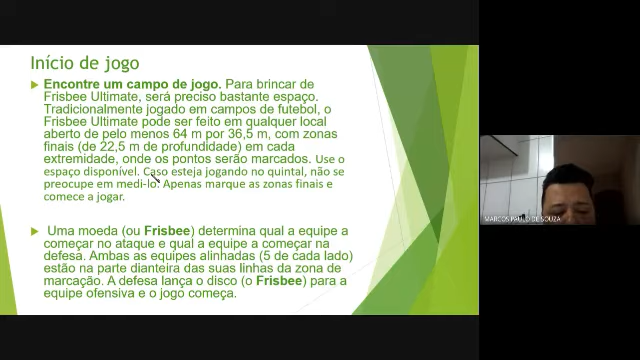 Início de jogo
Encontre um campo de jogo. Para brincar de
Frisbee Ultimate, será preciso bastante espaço.
Tradicionalmente jogado em campos de futebol, o
Frisbee Ultimate pode ser feito em qualquer local
aberto de pelo menos 64 m por 36,5 m, com zonas
finais (de 22,5 m de profundidade) em cada
extremidade, onde os pontos serão marcados. Use o
espaço disponível. Caso esteja jogando no quintal, não se
preocupe em medi-lo. Apenas marque as zonas finais e
comece a jogar.
Uma moeda (ou Frisbee) determina qual a equipe a
começar no ataque e qual a equipe a começar na
defesa. Ambas as equipes alinhadas (5 de cada lado)
estão na parte dianteira das suas linhas da zona de
marcação. A defesa lança o disco (o Frisbee) para a
equipe ofensiva e o jogo começa.
MARCOS PAULO DE SOUZA